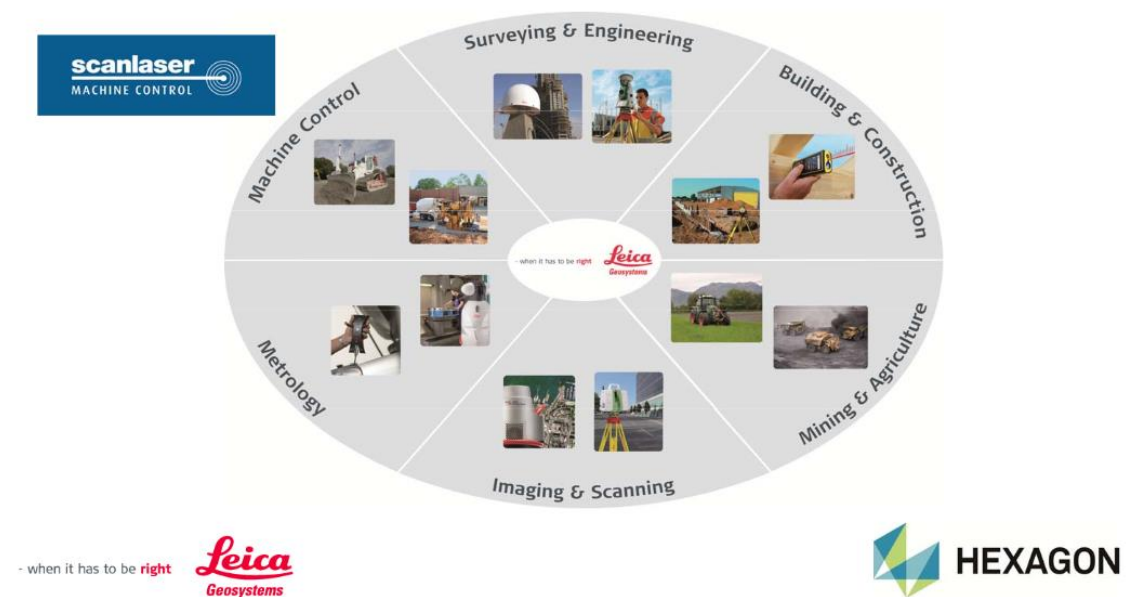 scanlaser
MACHINE CONTROL
Surveying & Engineering
Building & Construction
Machine Control
- when it has to be right Leica
Geosystems
Metrology
Mining & Agriculture
Imaging & Scanning
- when it has to be right Leica
Geosystems
HEXAGON